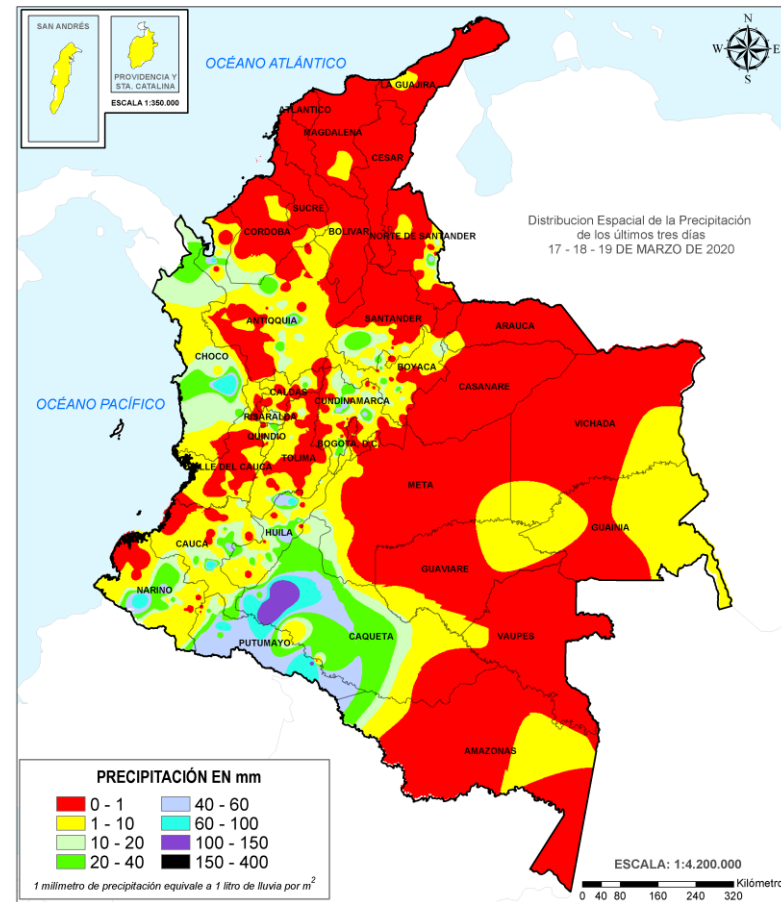 SAN ANDRÉS
PROVIDENCIA Y
STA. CATALINA
ESCALA 1:350.000
OCÉANO ATLÁNTICO
N
W
E
S
LA GUAJIRA
ATLANTICO
MAGDALENA
CESAR
SUCRE
CORDOBA
BOLIVAR
NORTE DE SANTANDER
Distribucion Espacial de la Precipitación
de los últimos tres días
17 - 18 - 19 DE MARZO DE 2020
ANTIOQUIA
SANTANDER
ARAUCA
CHOCO
BOYACA
CASANARE
OCÉANO PACÍFICO
CALDAS
CUNDINAMARCA
RISARALDA
VICHADA
QUINDIO
BOGOTA, D.C.
VALLE DEL CAUCA
TOLIMA
META
GUAINIA
CAUCA
HUILA
GUAVIARE
NARINO
PUTUMAYO
CAQUETA
VAUPES
AMAZONAS
PRECIPITACIÓN EN mm
0 - 1
40 - 60
1 - 10
60 - 100
10 - 20
100 - 150
20 - 40
150 - 400
1 milímetro de precipitación equivale a 1 litro de lluvia por m²
ESCALA: 1:4.200.000
Kilómetro
0 40 80 160 240 320